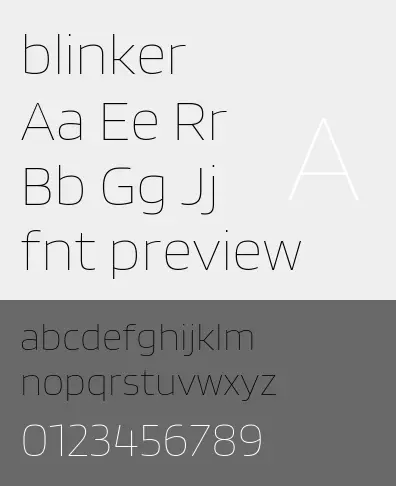 blinker
Aa Ee Rr
A
Bb Gg Jj
fnt preview
abcdefghijklm
nopqrstuvwxyz
0123456789